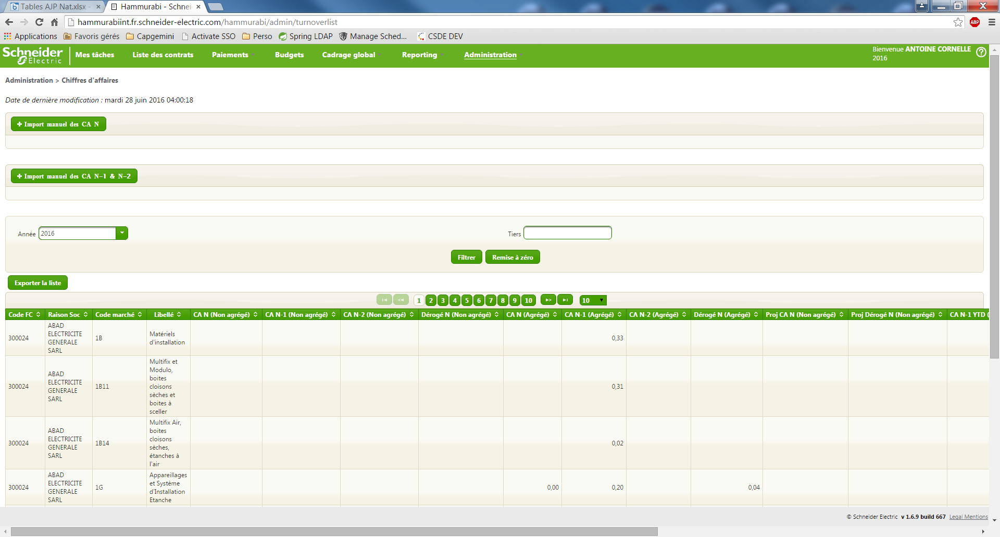 Tables AJP Nat.xlsx -
Hammurabi - Schnei
hammurabiint.fr.schneider-electric.com/hammurabi/admin/turnoverlist
ABP
Applications Favoris gérés Capgemini Activate SSO Perso Spring LDAP Manage Sched... CSDE DEV
Schneider Electric
Mes tâches Liste des contrats Paiements Budgets Cadrage global Reporting Administration
Bienvenue ANTOINE CORNELLE
2016
Administration > Chiffres d'affaires
Date de dernière modification : mardi 28 juin 2016 04:00:18
+ Import manuel des CA N
+ Import manuel des CA N-1 & N-2
Année 2016 Tiers
Filtrer Remise à zéro
Exporter la liste
1 2 3 4 5 6 7 8 9 10 10
Code FC Raison Soc Code marché Libellé CA N (Non agrégé) CA N-1 (Non agrégé) CA N-2 (Non agrégé) Dérogé N (Non agrégé) CA N (Agrégé) CA N-1 (Agrégé) CA N-2 (Agrégé) Dérogé N (Agrégé) Proj CA N (Non agrégé) Proj Dérogé N (Non agrégé) CA N-1 YTD (
300024
ABAD
ELECTRICITE
GENERALE
SARL
1B
Matériels
d'installation
0,33
300024
ABAD
ELECTRICITE
GENERALE
SARL
1B11
Multifix et
Modulo,
boites
cloisons
sèches et
boites à
sceller
0,31
300024
ABAD
ELECTRICITE
GENERALE
SARL
1B14
Multifix Air,
boites
cloisons
sèches,
étanches à
l'air
0,02
300024
ABAD
ELECTRICITE
GENERALE
SARL
1G
Appareillages
et Système
d'Installation
Etanche
0,00 0,20 0,04
© Schneider Electric v 1.6.9 build 667 Legal Mentions